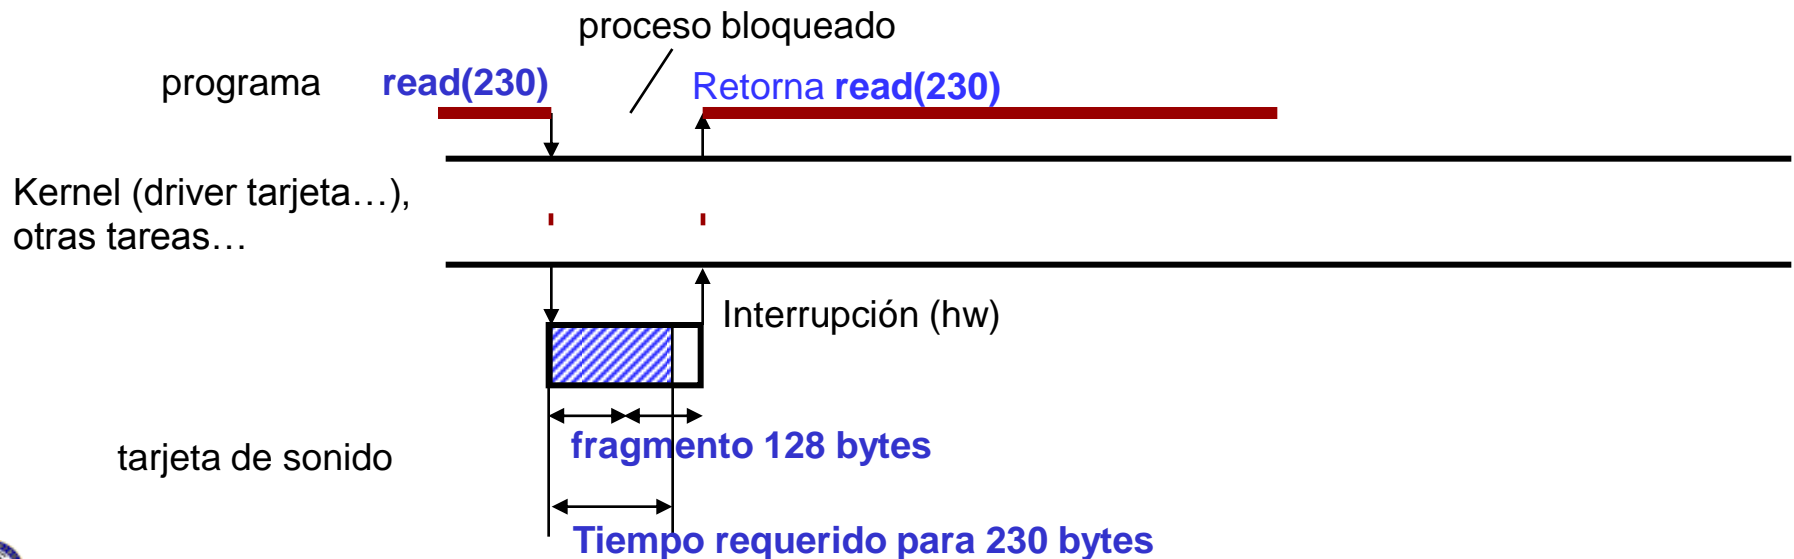 proceso bloqueado
programa read(230) Retorna read(230)
Kernel (driver tarjeta…),
otras tareas…
Interrupción (hw)
fragmento 128 bytes
tarjeta de sonido
Tiempo requerido para 230 bytes